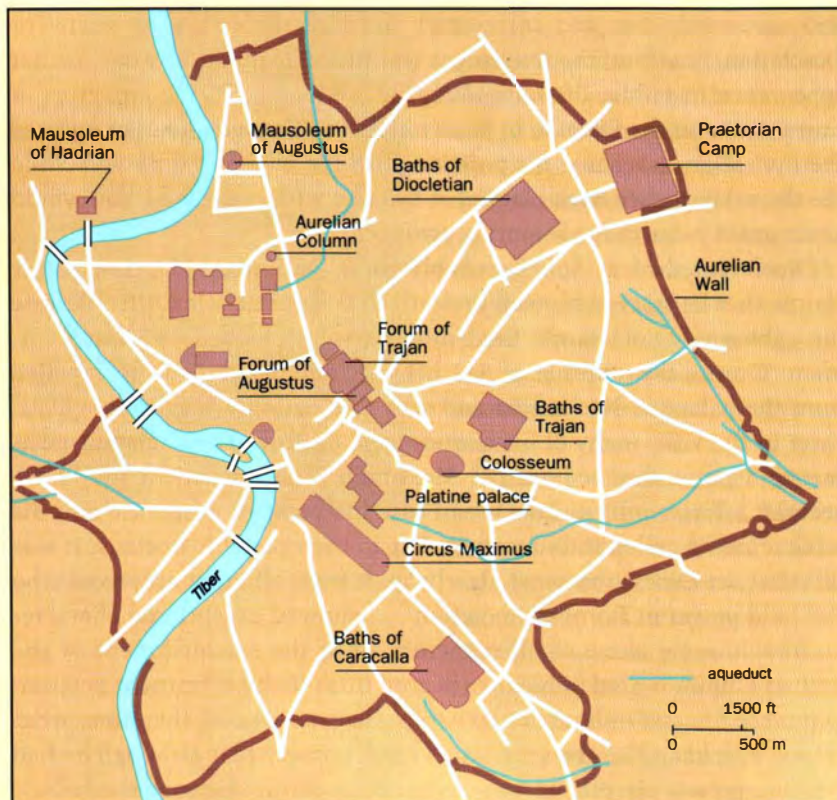 Mausoleum
of Hadrian
Mausoleum
of Augustus
Baths of
Diocletian
Praetorian
Camp
Aurelian
Column
Aurelian
Wall
Forum of
Trajan
Forum of
Augustus
Baths of
Trajan
Colosseum
Palatine palace
Circus Maximus
Tiber
Baths of
Caracalla
aqueduct
0 1500 ft
0 500 m